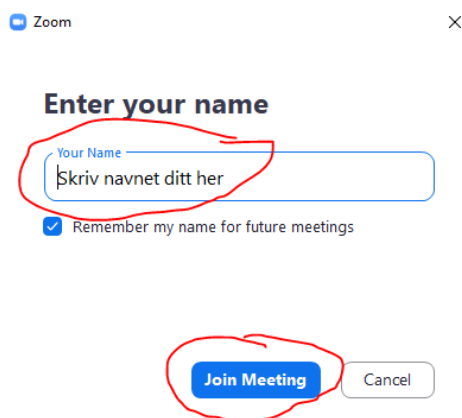 Zoom
Enter your name
Your Name
Skriv navnet ditt her
Remember my name for future meetings
Join Meeting
Cancel